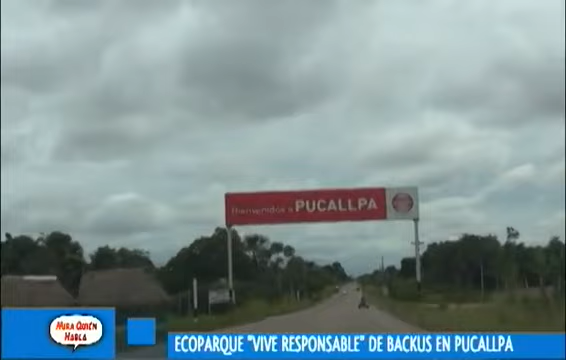 Bienvenidos a PUCALLPA
MIRA QUIÉN
HABLA
ECOPARQUE "VIVE RESPONSABLE" DE BACKUS EN PUCALLPA